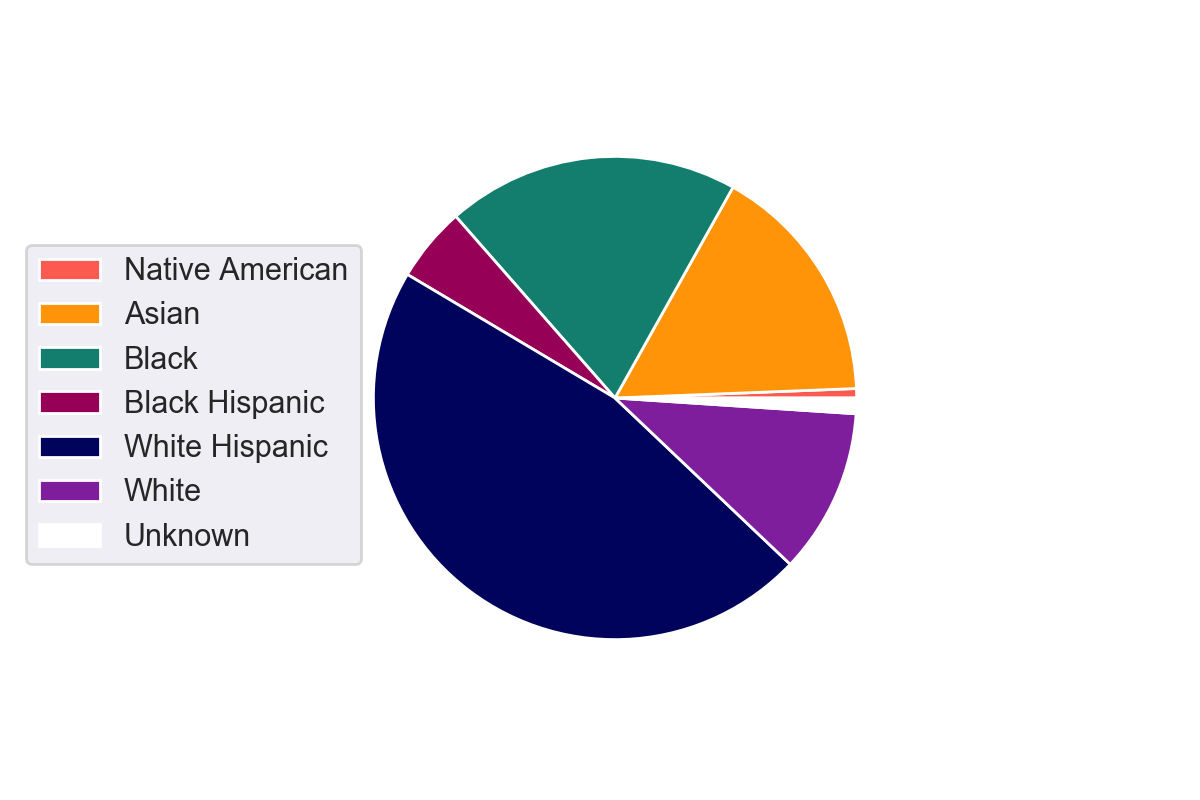 Native American
Asian
Black
Black Hispanic
White Hispanic
White
Unknown